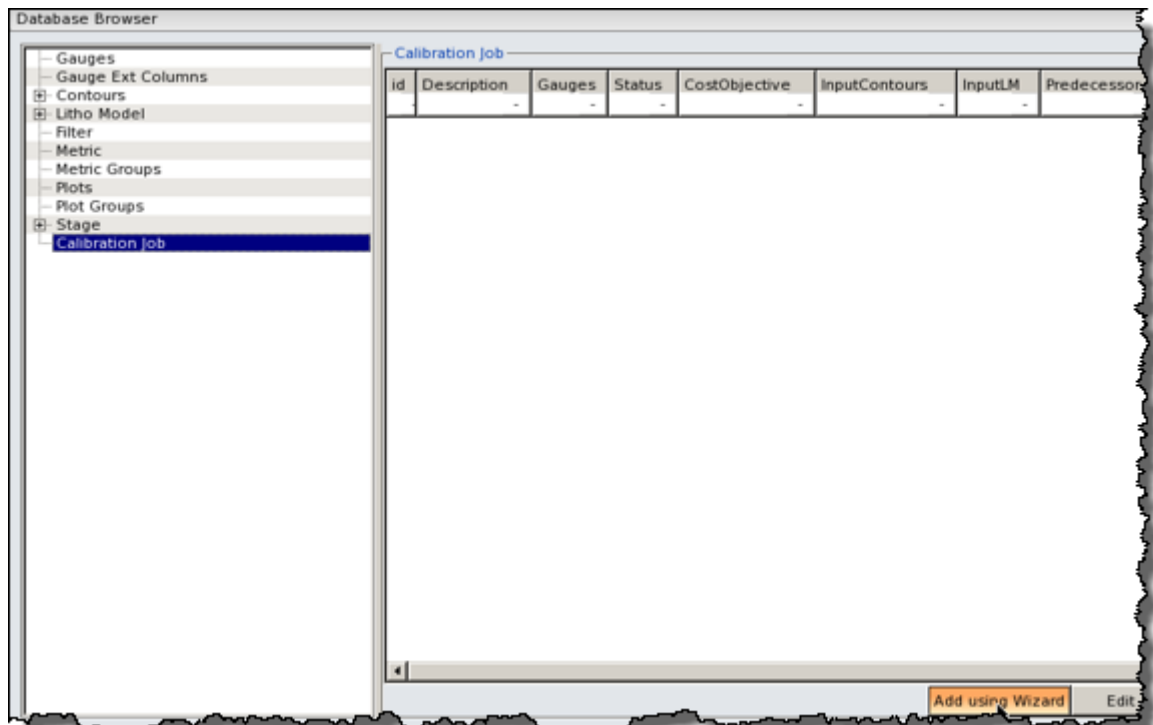 Database Browser
Gauges
Gauge Ext Columns
Contours
Litho Model
Filter
Metric
Metric Groups
Plots
Plot Groups
Stage
Calibration Job
Calibration Job
id Description Gauges Status CostObjective InputContours InputLM Predecessor
- - - - - - -
Add using Wizard Edit